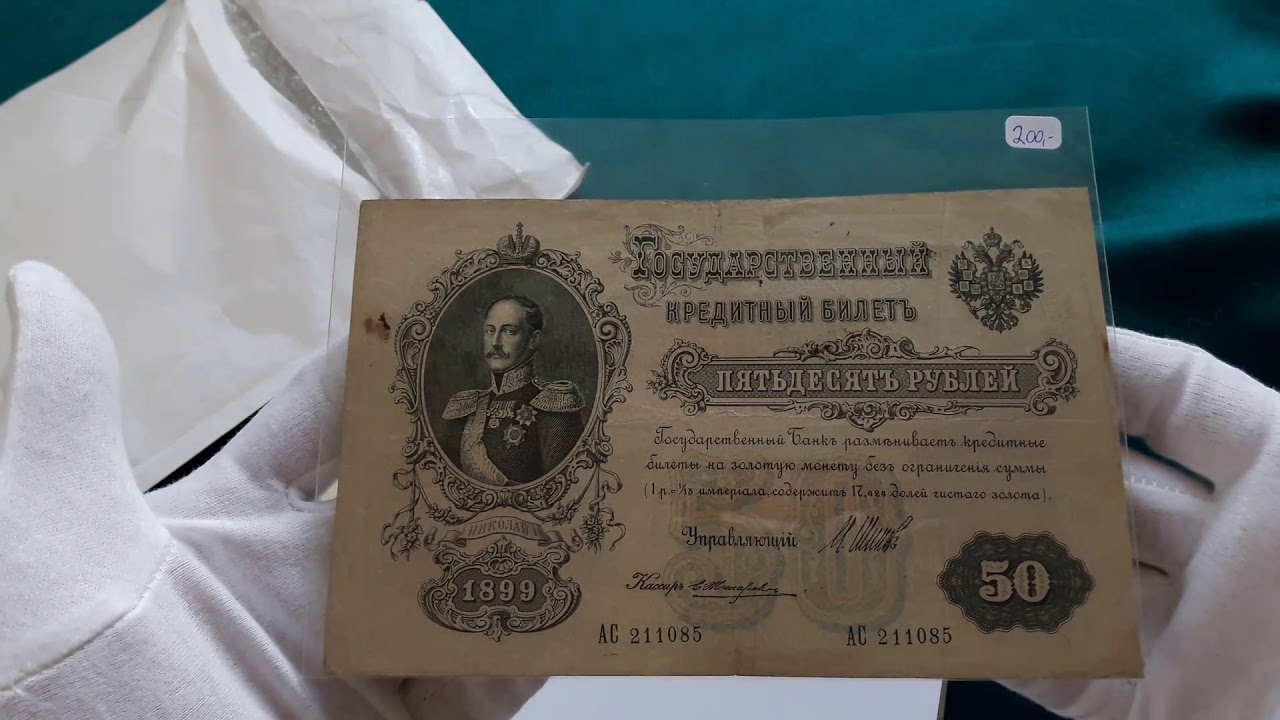 200,-
ГОСУДАРСТВЕННЫЙ
КРЕДИТНЫЙ БИЛЕТЪ
ПЯТЬДЕСЯТЪ РУБЛЕЙ
Государственный Банкъ размѣниваетъ кредитные
билеты на золотую монету безъ ограниченія суммы
(1 р.= 1/15 имперіала, содержитъ 17,424 долей чистаго золота).
Управляющій
Кассиръ
НИКОЛАЙ I.
1899
50
АС 211085
АС 211085